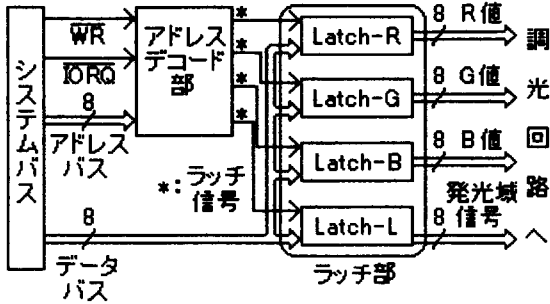 システムバス
WR
IORQ
8
アドレス
バス
8
データ
バス
アドレス
デコード
部
*
*
*
*
*:ラッチ
信号
Latch-R
Latch-G
Latch-B
Latch-L
ラッチ部
8 R値
8 G値
8 B値
発光域
8 信号
調光回路へ